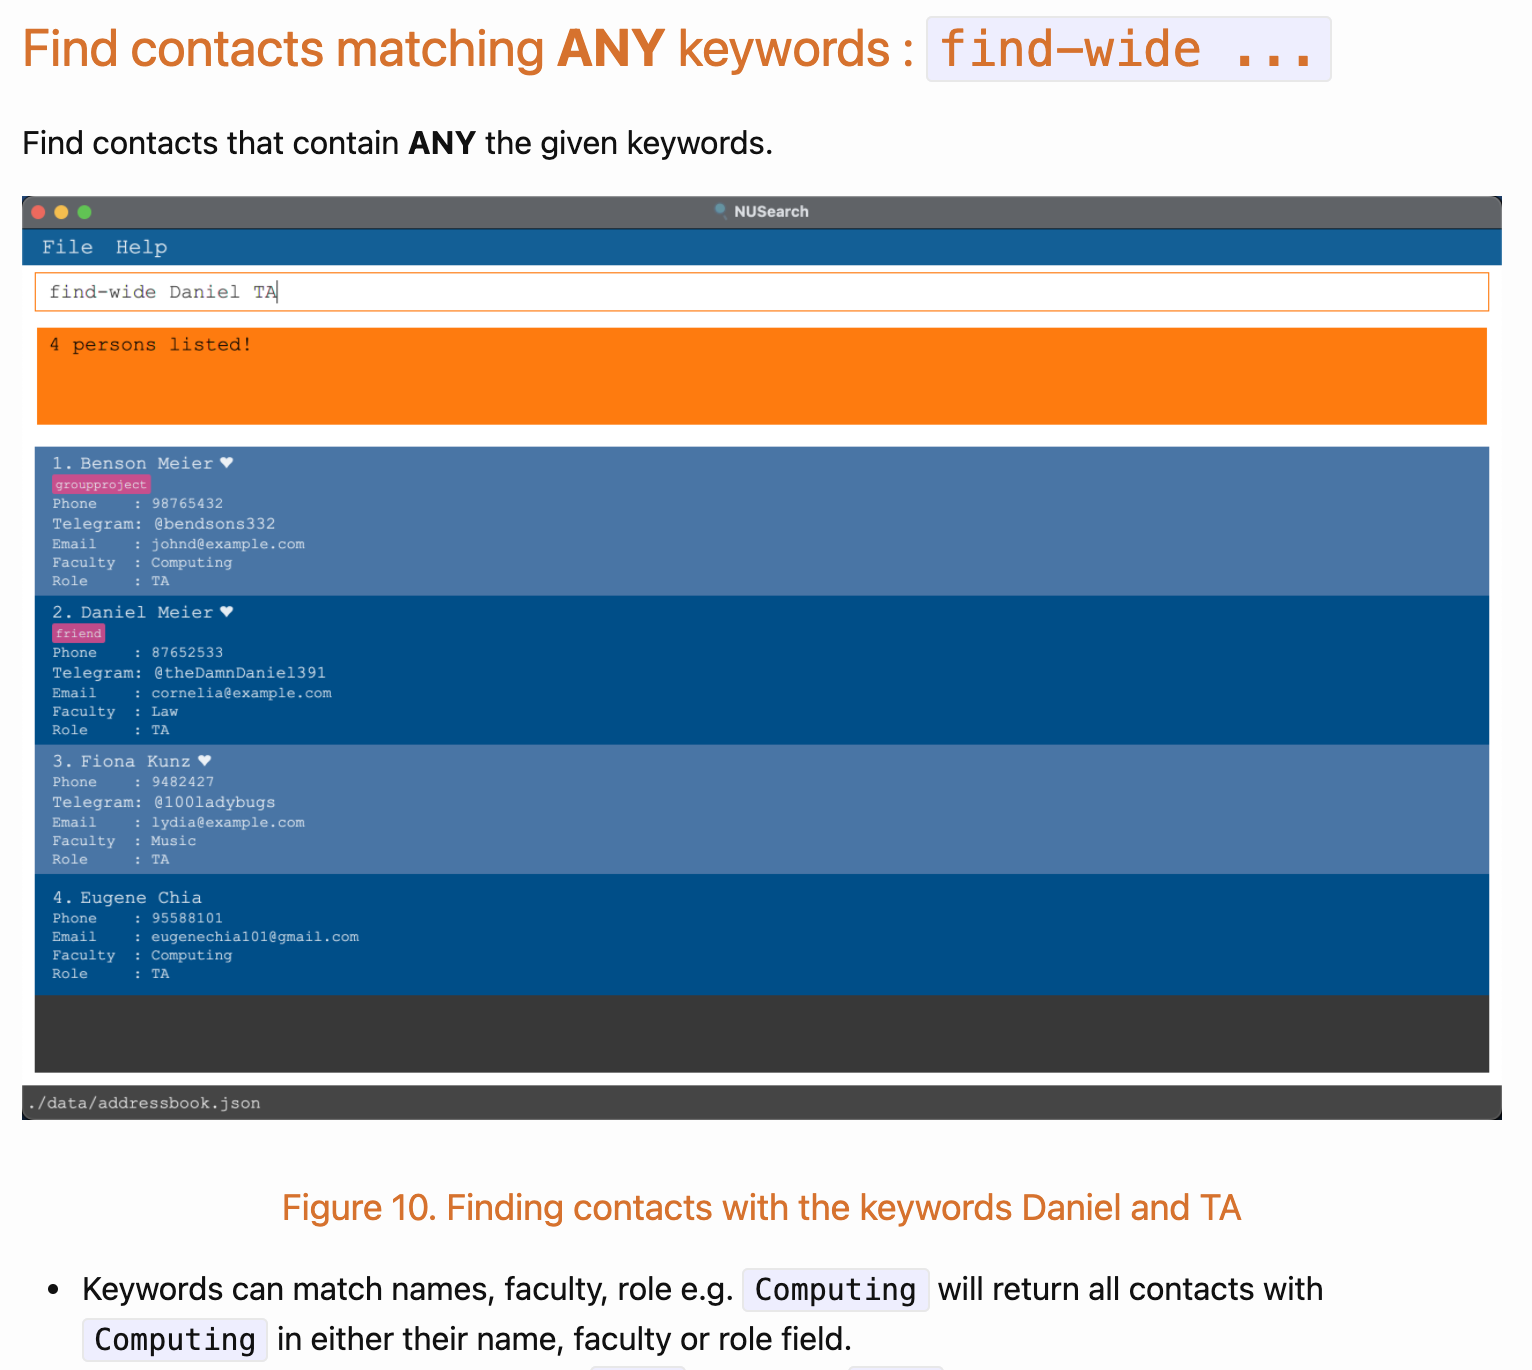 Find contacts matching ANY keywords : find-wide ...
Find contacts that contain ANY the given keywords.
NUSearch
File Help
find-wide Daniel TA
4 persons listed!
1. Benson Meier ♥
groupproject
Phone : 98765432
Telegram: @bendsons332
Email : johnd@example.com
Faculty : Computing
Role : TA
2. Daniel Meier ♥
friend
Phone : 87652533
Telegram: @theDamnDaniel391
Email : cornelia@example.com
Faculty : Law
Role : TA
3. Fiona Kunz ♥
Phone : 9482427
Telegram: @100ladybugs
Email : lydia@example.com
Faculty : Music
Role : TA
4. Eugene Chia
Phone : 95588101
Email : eugenechia101@gmail.com
Faculty : Computing
Role : TA
./data/addressbook.json
Figure 10. Finding contacts with the keywords Daniel and TA
• Keywords can match names, faculty, role e.g. Computing will return all contacts with
Computing in either their name, faculty or role field.